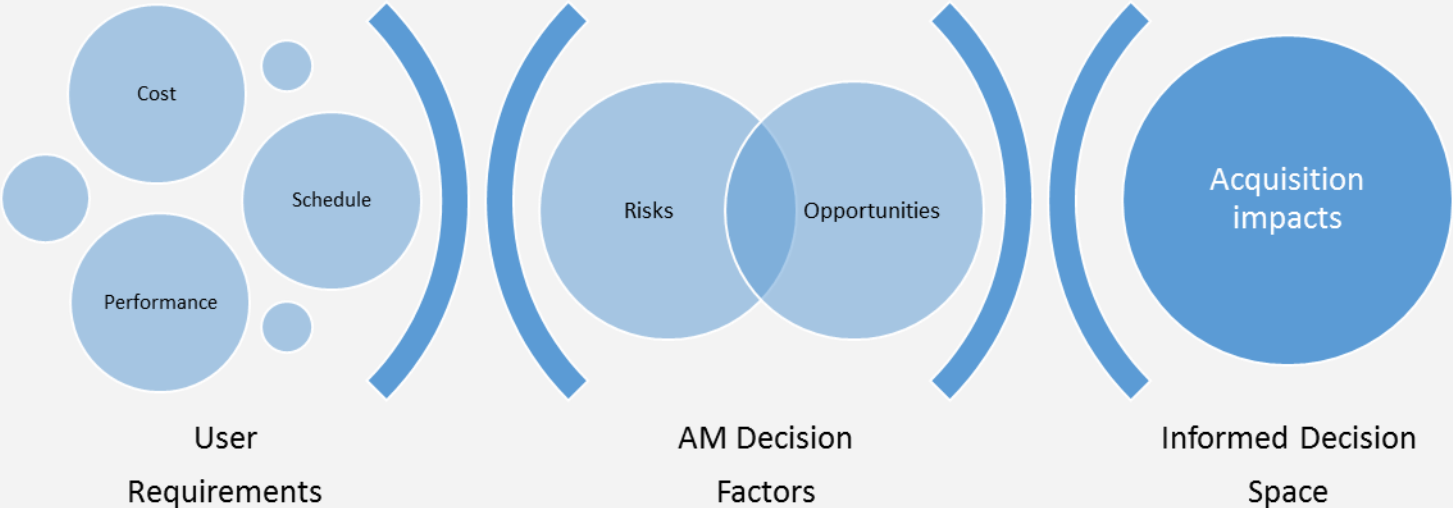 Cost
Schedule
Performance
User
Requirements
Risks
Opportunities
AM Decision
Factors
Acquisition
impacts
Informed Decision
Space